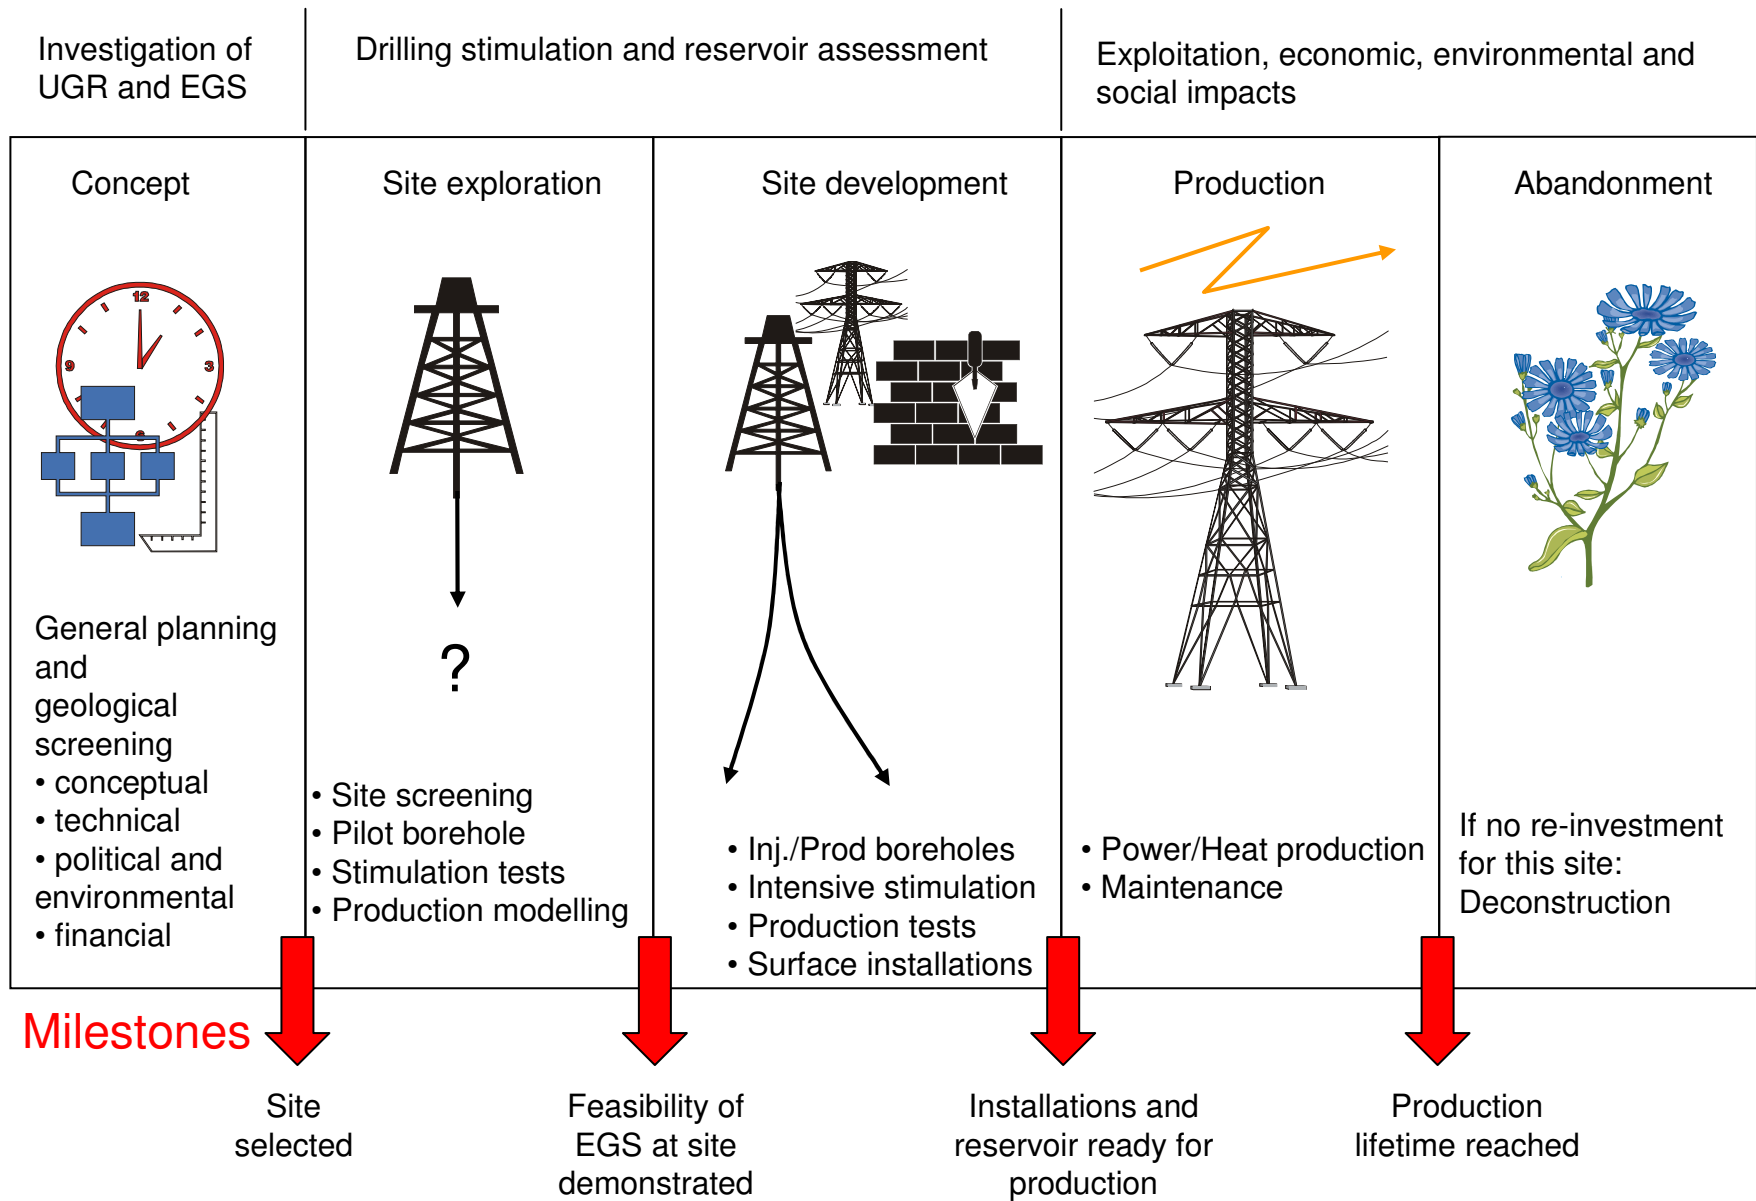 Investigation of
UGR and EGS
Drilling stimulation and reservoir assessment
Exploitation, economic, environmental and
social impacts
Concept
Site exploration
Site development
Production
Abandonment
12
3
9
General planning
and
geological
screening
• conceptual
• technical
• political and
environmental
• financial
?
• Site screening
• Pilot borehole
• Stimulation tests
• Production modelling
• Inj./Prod boreholes
• Intensive stimulation
• Production tests
• Surface installations
• Power/Heat production
• Maintenance
If no re-investment
for this site:
Deconstruction
Milestones
Site
selected
Feasibility of
EGS at site
demonstrated
Installations and
reservoir ready for
production
Production
lifetime reached